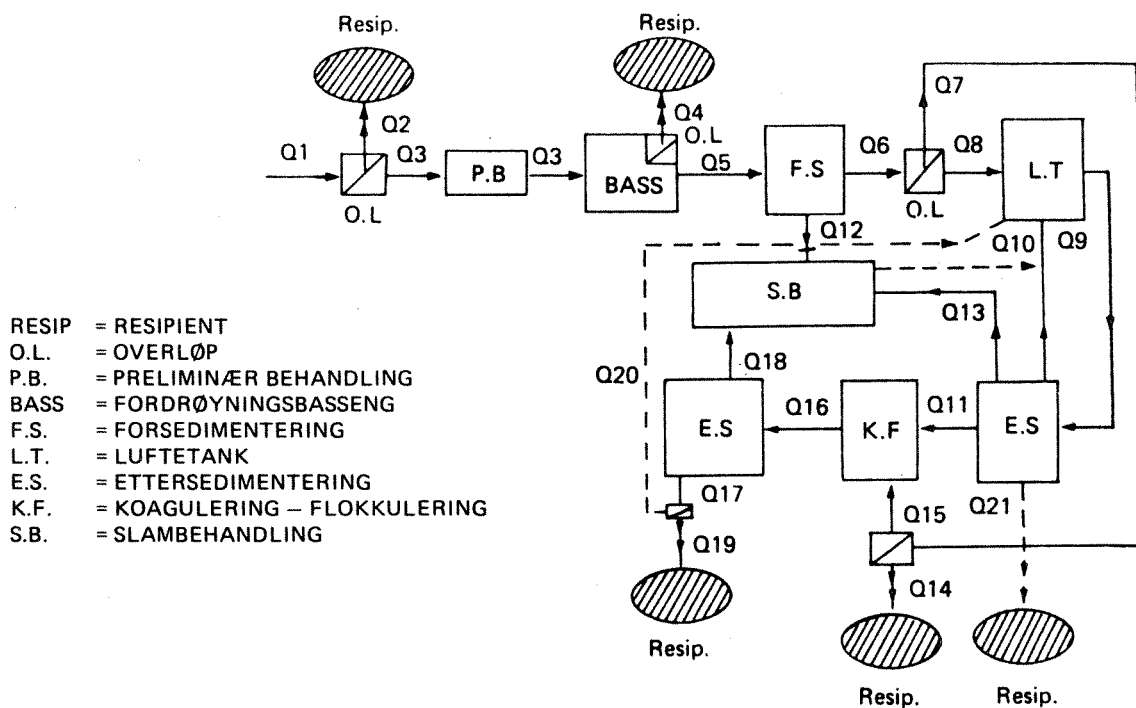 Resip.
Resip.
Q7
Q2
Q4
O.L
Q1
Q3
Q3
Q5
Q6
Q8
P.B
BASS
F.S
L.T
O.L
O.L
Q12
Q10
Q9
S.B
Q13
RESIP = RESIPIENT
O.L. = OVERLØP
P.B. = PRELIMINÆR BEHANDLING
BASS = FORDRØYNINGSBASSENG
F.S. = FORSEDIMENTERING
L.T. = LUFTETANK
E.S. = ETTERSEDIMENTERING
K.F. = KOAGULERING – FLOKKULERING
S.B. = SLAMBEHANDLING
Q20
Q18
Q16
Q11
E.S
K.F
E.S
Q17
Q15
Q21
Q19
Q14
Resip.
Resip.
Resip.